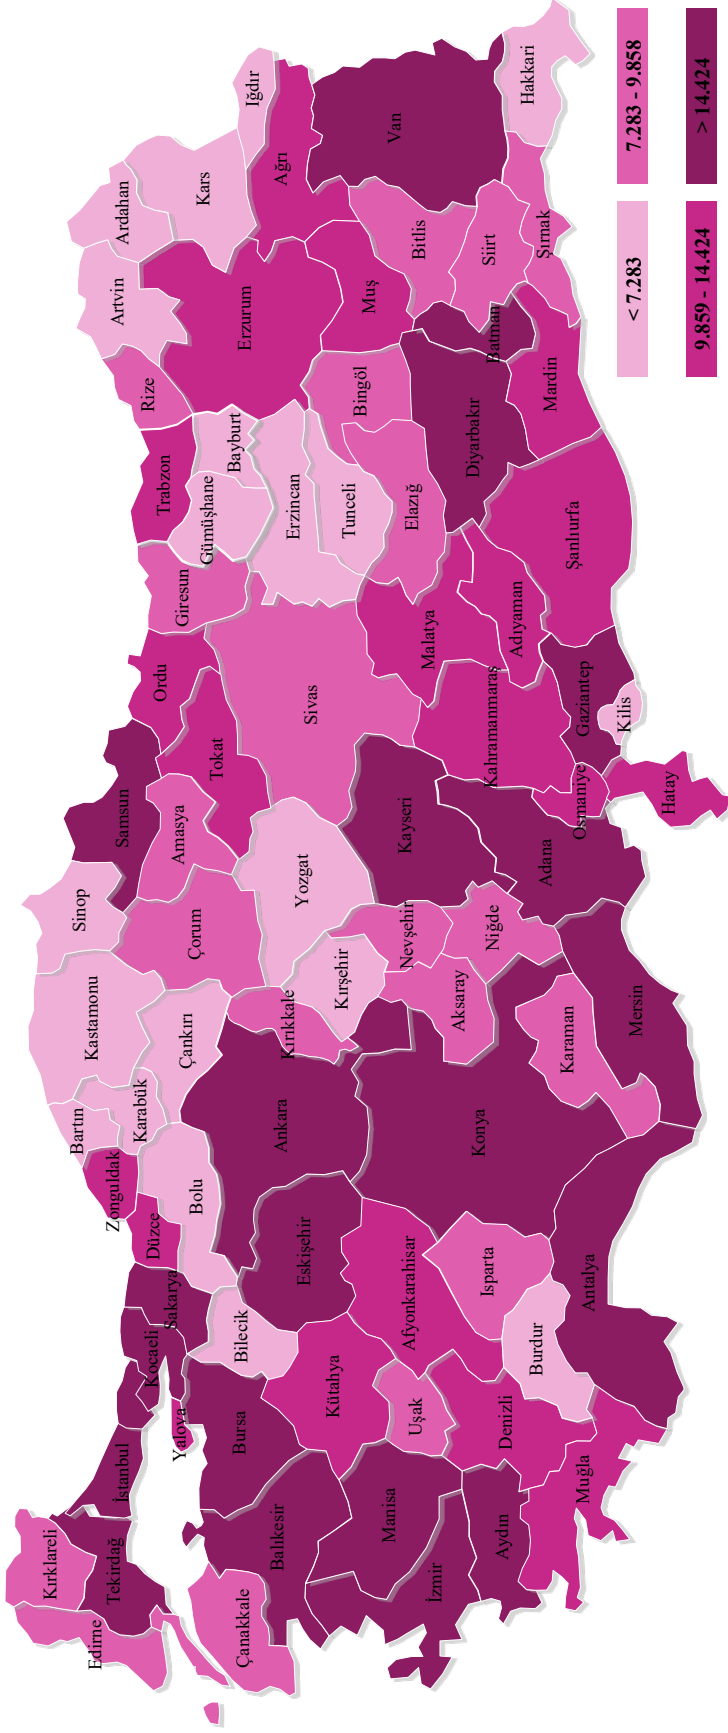 Kırklareli
Edirne
Tekirdağ
İstanbul
Kocaeli
Sakarya
Yalova
Düzce
Zonguldak
Bartın
Karabük
Kastamonu
Sinop
Samsun
Ordu
Giresun
Trabzon
Rize
Artvin
Ardahan
Çanakkale
Balıkesir
Bursa
Bilecik
Bolu
Çankırı
Çorum
Amasya
Tokat
Gümüşhane
Bayburt
Erzurum
Kars
Iğdır
Ağrı
Kütahya
Eskişehir
Ankara
Kırıkkale
Kırşehir
Yozgat
Sivas
Erzincan
Tunceli
Bingöl
Muş
Van
İzmir
Manisa
Uşak
Afyonkarahisar
Konya
Aksaray
Nevşehir
Kayseri
Malatya
Elazığ
Diyarbakır
Batman
Bitlis
Siirt
Şırnak
Hakkari
Aydın
Denizli
Isparta
Burdur
Muğla
Antalya
Karaman
Niğde
Mersin
Adana
Kahramanmaraş
Osmaniye
Hatay
Adıyaman
Gaziantep
Kilis
Şanlıurfa
Mardin
< 7.283
7.283 - 9.858
9.859 - 14.424
> 14.424